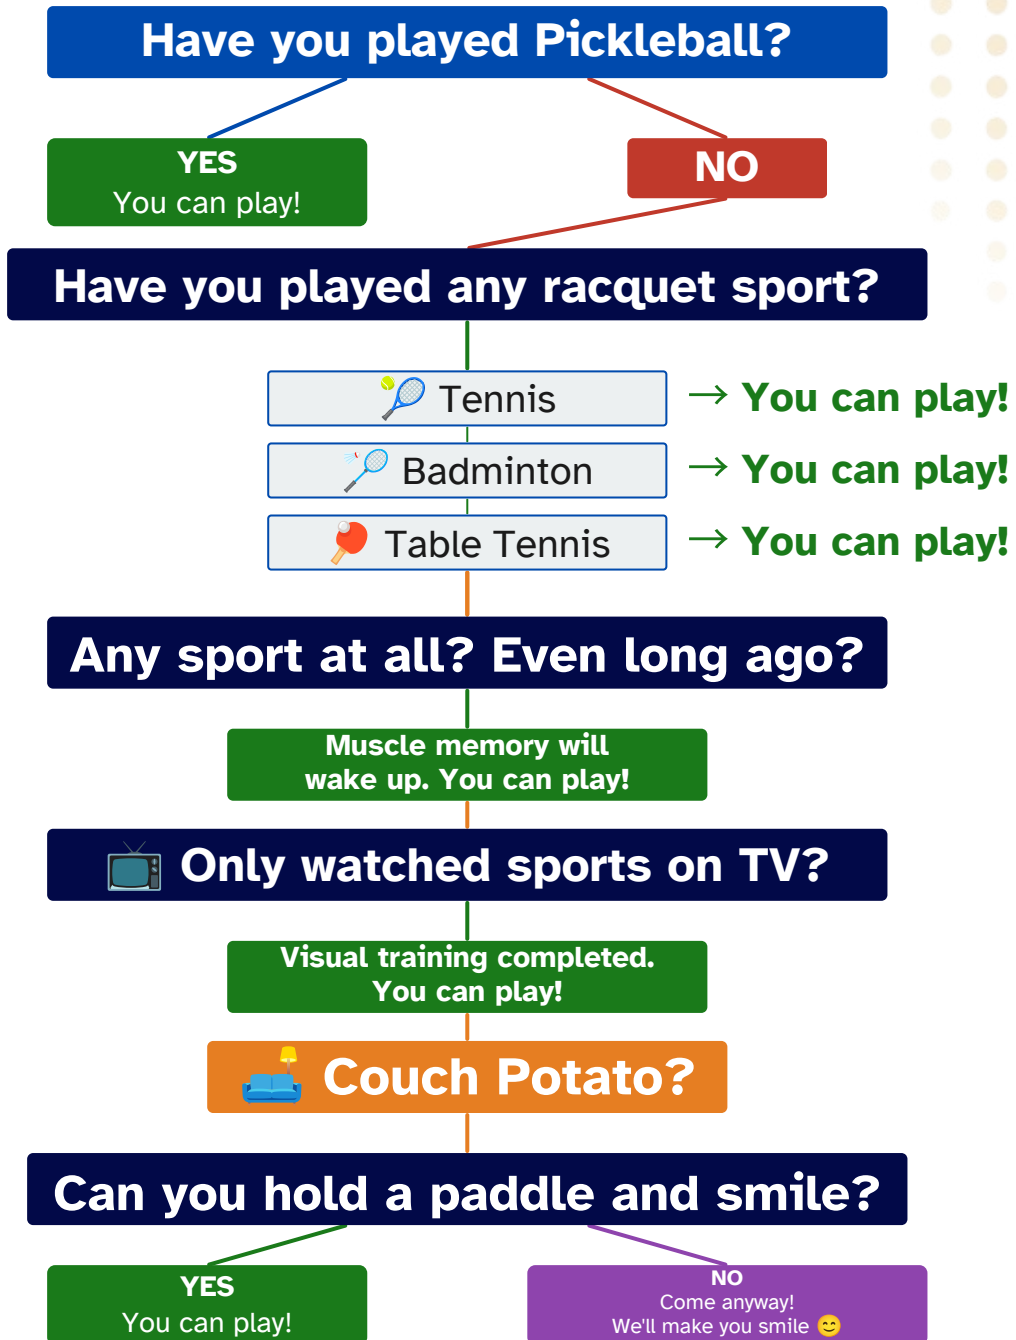 Have you played Pickleball?
YES
You can play!
NO
Have you played any racquet sport?
🎾 Tennis → You can play!
🏸 Badminton → You can play!
🏓 Table Tennis → You can play!
Any sport at all? Even long ago?
Muscle memory will
wake up. You can play!
📺 Only watched sports on TV?
Visual training completed.
You can play!
🛋️ Couch Potato?
Can you hold a paddle and smile?
YES
You can play!
NO
Come anyway!
We'll make you smile 😊